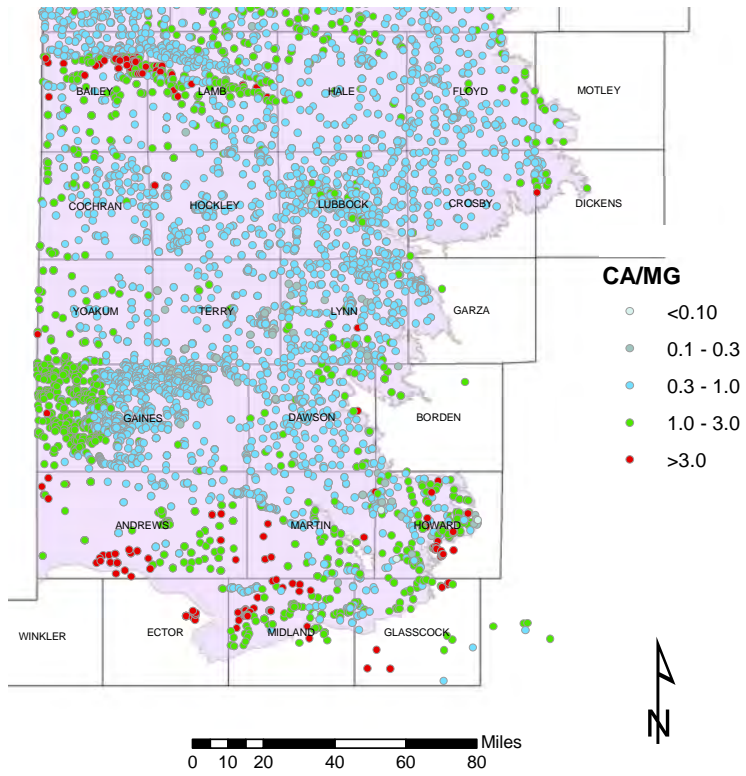 BAILEY LAMB HALE FLOYD MOTLEY
COCHRAN HOCKLEY LUBBOCK CROSBY DICKENS
YOAKUM TERRY LYNN GARZA
GAINES DAWSON BORDEN
ANDREWS MARTIN HOWARD
WINKLER ECTOR MIDLAND GLASSCOCK
CA/MG
<0.10
0.1 - 0.3
0.3 - 1.0
1.0 - 3.0
>3.0
N
Miles
0 10 20 40 60 80